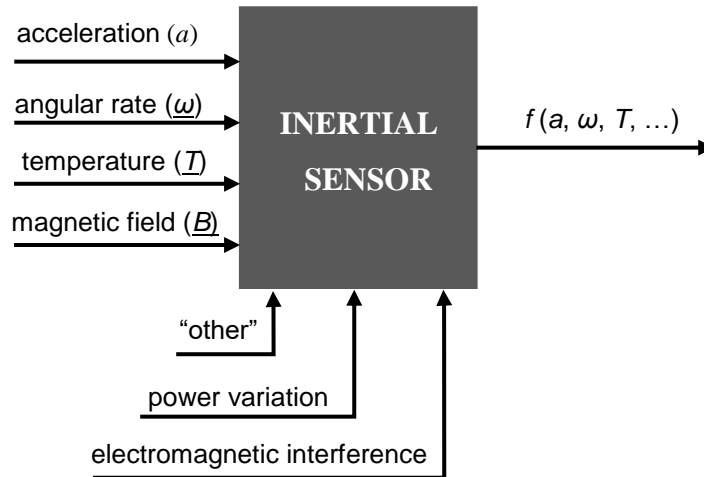 acceleration (a)
angular rate (ω)
temperature (T)
magnetic field (B)
INERTIAL
SENSOR
f (a, ω, T, …)
“other”
power variation
electromagnetic interference